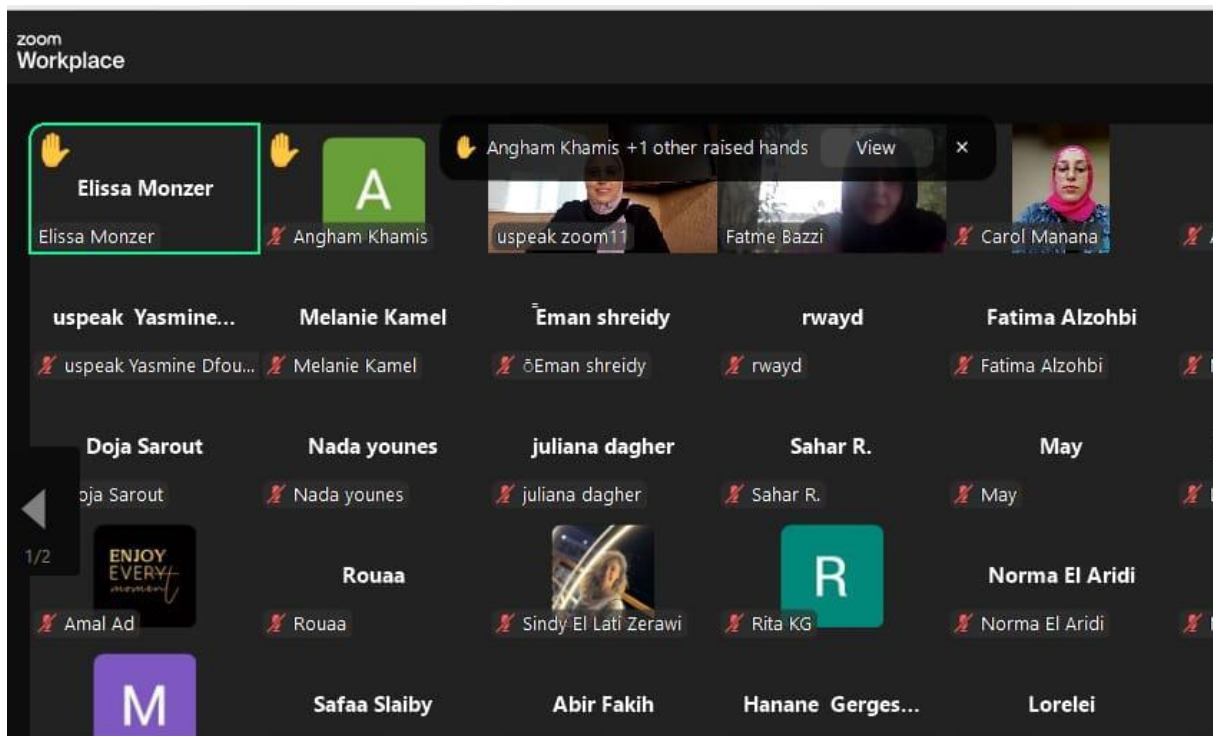 zoom
Workplace
Angham Khamis +1 other raised hands View ×
Elissa Monzer
Elissa Monzer
A
Angham Khamis
uspeak zoom11
Fatme Bazzi
Carol Manana
uspeak Yasmine...
Melanie Kamel
Eman shreidy
rwayd
Fatima Alzohbi
uspeak Yasmine Dfou...
Melanie Kamel
ōEman shreidy
rwayd
Fatima Alzohbi
Doja Sarout
Nada younes
juliana dagher
Sahar R.
May
oja Sarout
Nada younes
juliana dagher
Sahar R.
May
1/2
ENJOY
EVERY
moment
Rouaa
R
Norma El Aridi
Amal Ad
Rouaa
Sindy El Lati Zerawi
Rita KG
Norma El Aridi
M
Safaa Slaiby
Abir Fakih
Hanane Gerges...
Lorelei